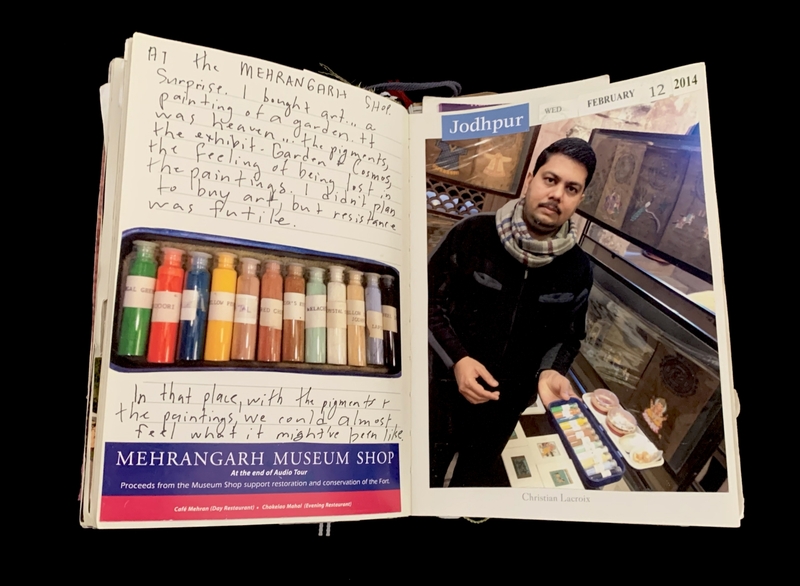 At the MEHRANGARH SHOP.
Surprise. I bought art... a
painting of a garden. It
was heaven... the pigments,
the exhibit. Garden & Cosmos,
the feeling of being lost in
the paintings. I didn't plan
to buy art, but resistance
was futile.
In that place, with the pigments &
the paintings, we could almost
feel what it might've been like
MEHRANGARH MUSEUM SHOP
At the end of Audio Tour
Proceeds from the Museum Shop support restoration and conservation of the Fort.
Café Mehran (Day Restaurant) • Chokelao Mahal (Evening Restaurant)
Jodhpur
WED
FEBRUARY 12 2014
Christian Lacroix